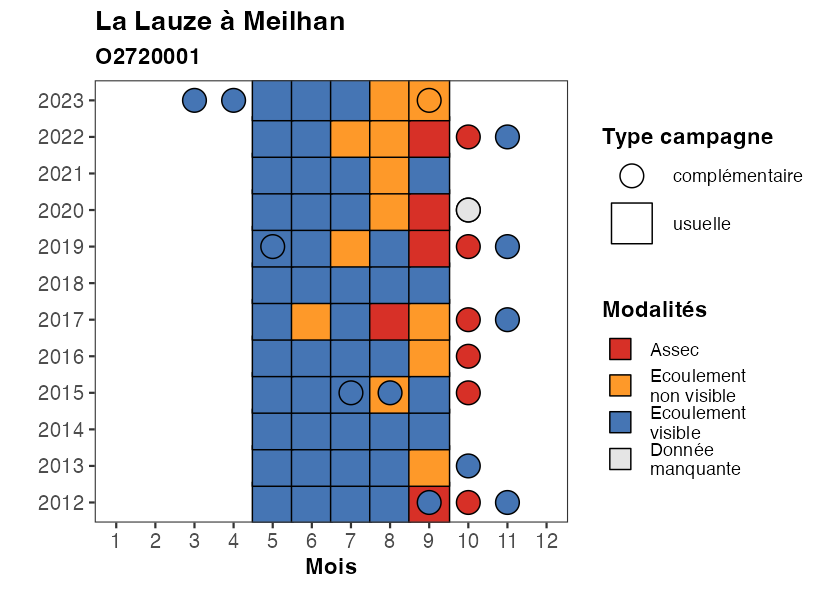 La Lauze à Meilhan
O2720001
2023
2022
2021
2020
2019
2018
2017
2016
2015
2014
2013
2012
1 2 3 4 5 6 7 8 9 10 11 12
Mois
Type campagne
complémentaire
usuelle
Modalités
Assec
Ecoulement
non visible
Ecoulement
visible
Donnée
manquante